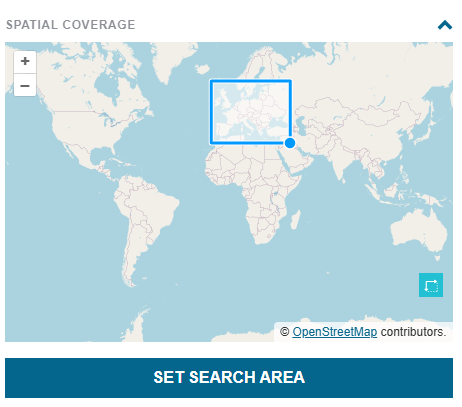 SPATIAL COVERAGE
+
−
© OpenStreetMap contributors.
SET SEARCH AREA